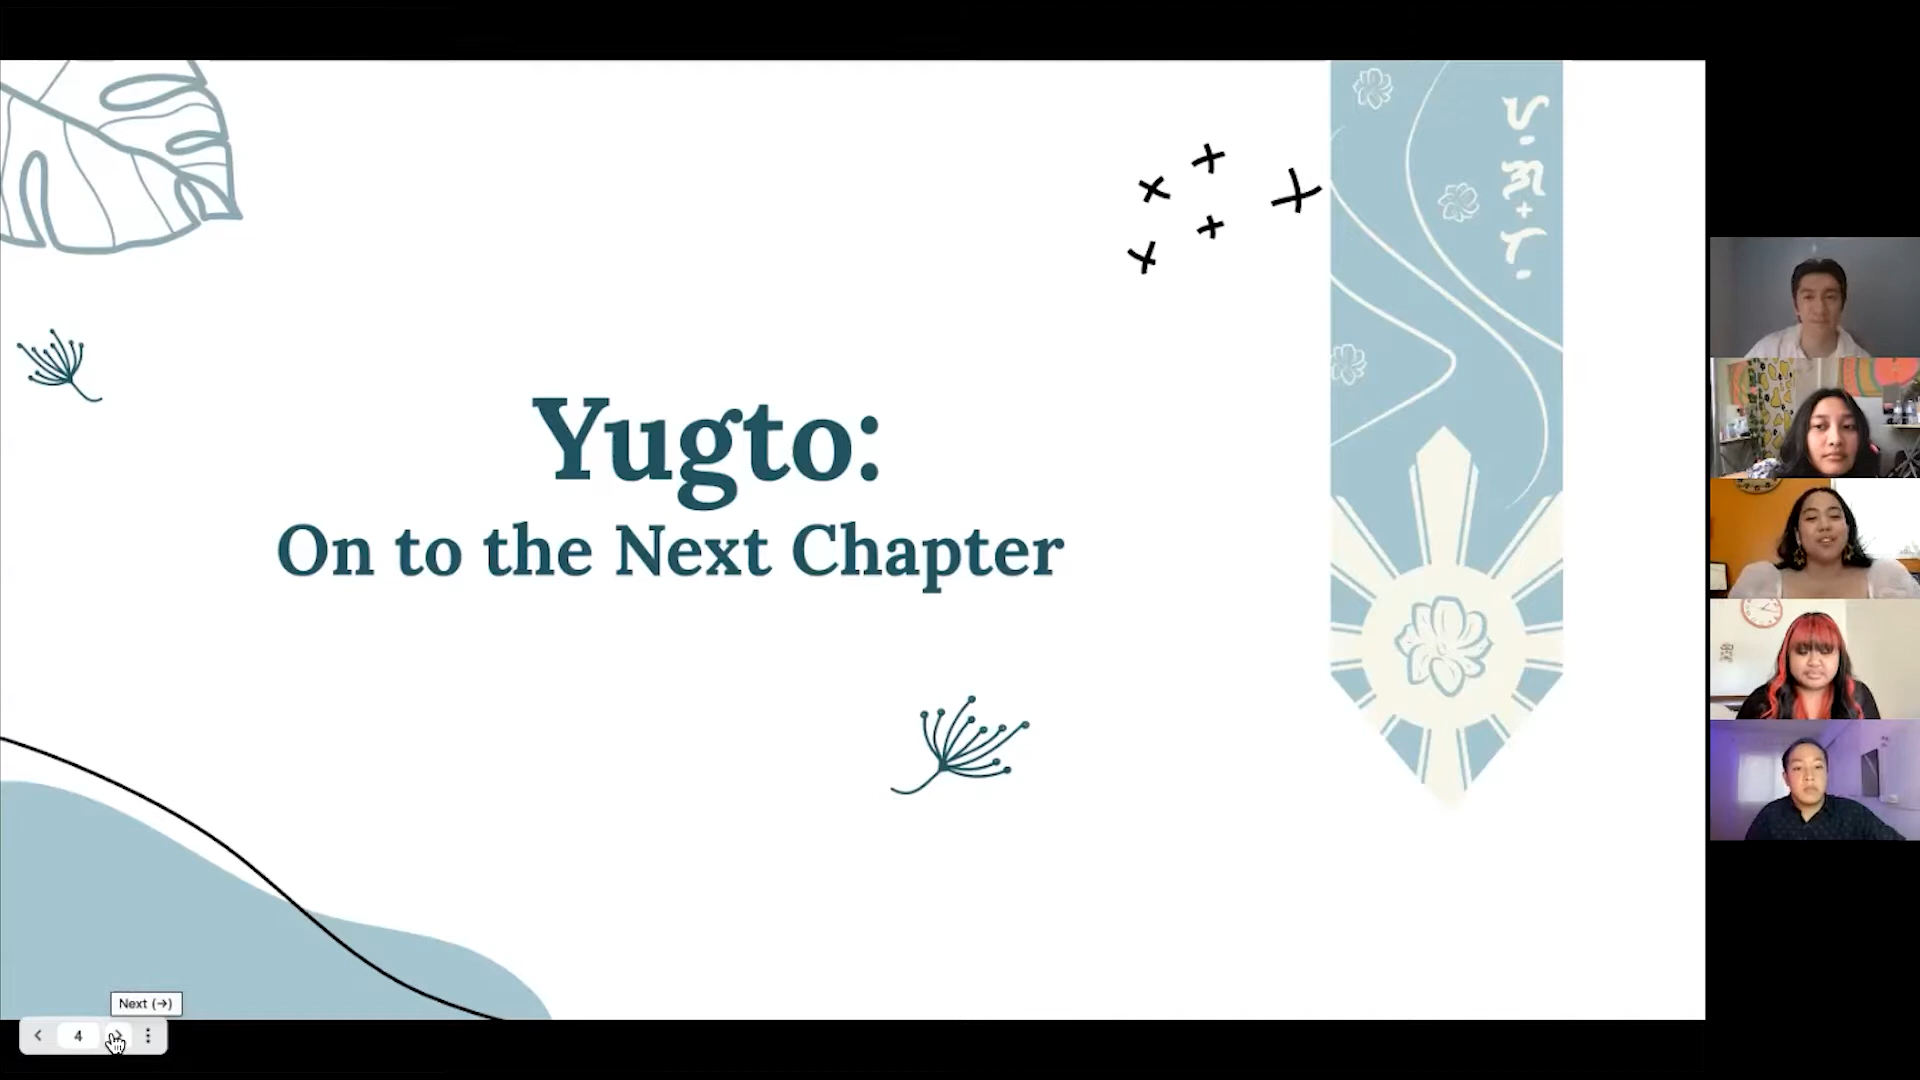 Yugto:
On to the Next Chapter
ᜌᜓᜄ᜔ᜆᜓ
Next (→)
4